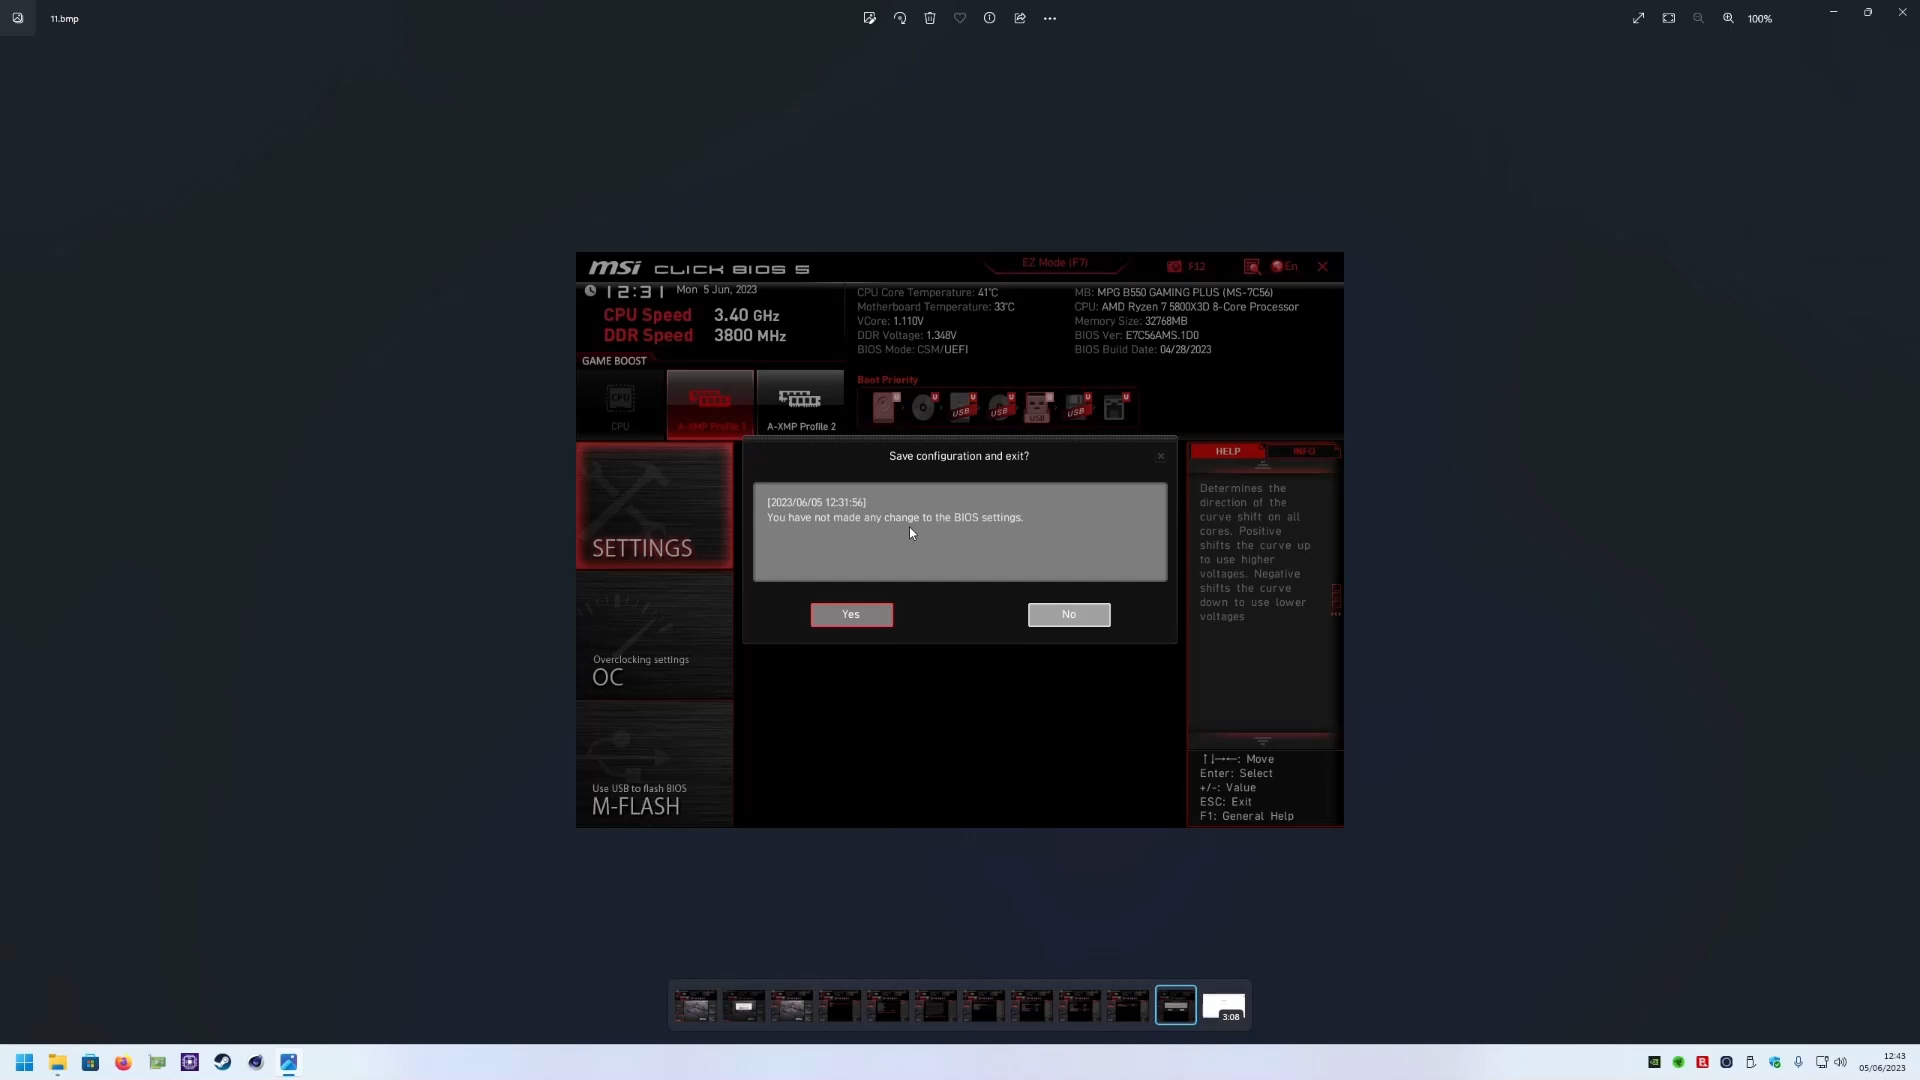 11.bmp
100%
msi CLICK BIOS 5
EZ Mode (F7)
F12
En
12:31 Mon 5 Jun, 2023
CPU Speed 3.40 GHz
DDR Speed 3800 MHz
CPU Core Temperature: 41°C
Motherboard Temperature: 33°C
VCore: 1.110V
DDR Voltage: 1.348V
BIOS Mode: CSM/UEFI
MB: MPG B550 GAMING PLUS (MS-7C56)
CPU: AMD Ryzen 7 5800X3D 8-Core Processor
Memory Size: 32768MB
BIOS Ver: E7C56AMS.1D0
BIOS Build Date: 04/28/2023
GAME BOOST
CPU
CPU
A-XMP Profile 1
A-XMP Profile 2
Boot Priority
U U U U U U
USB USB USB USB
SETTINGS
Overclocking settings
OC
Use USB to flash BIOS
M-FLASH
Save configuration and exit?
[2023/06/05 12:31:56]
You have not made any change to the BIOS settings.
Yes
No
HELP
INFO
Determines the
direction of the
curve shift on all
cores. Positive
shifts the curve up
to use higher
voltages. Negative
shifts the curve
down to use lower
voltages
↑↓→←: Move
Enter: Select
+/-: Value
ESC: Exit
F1: General Help
3:08
12:43
05/06/2023